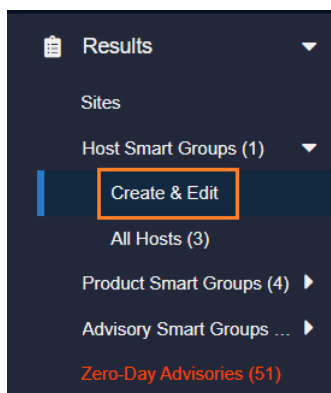 Results
Sites
Host Smart Groups (1)
Create & Edit
All Hosts (3)
Product Smart Groups (4)
Advisory Smart Groups ...
Zero-Day Advisories (51)